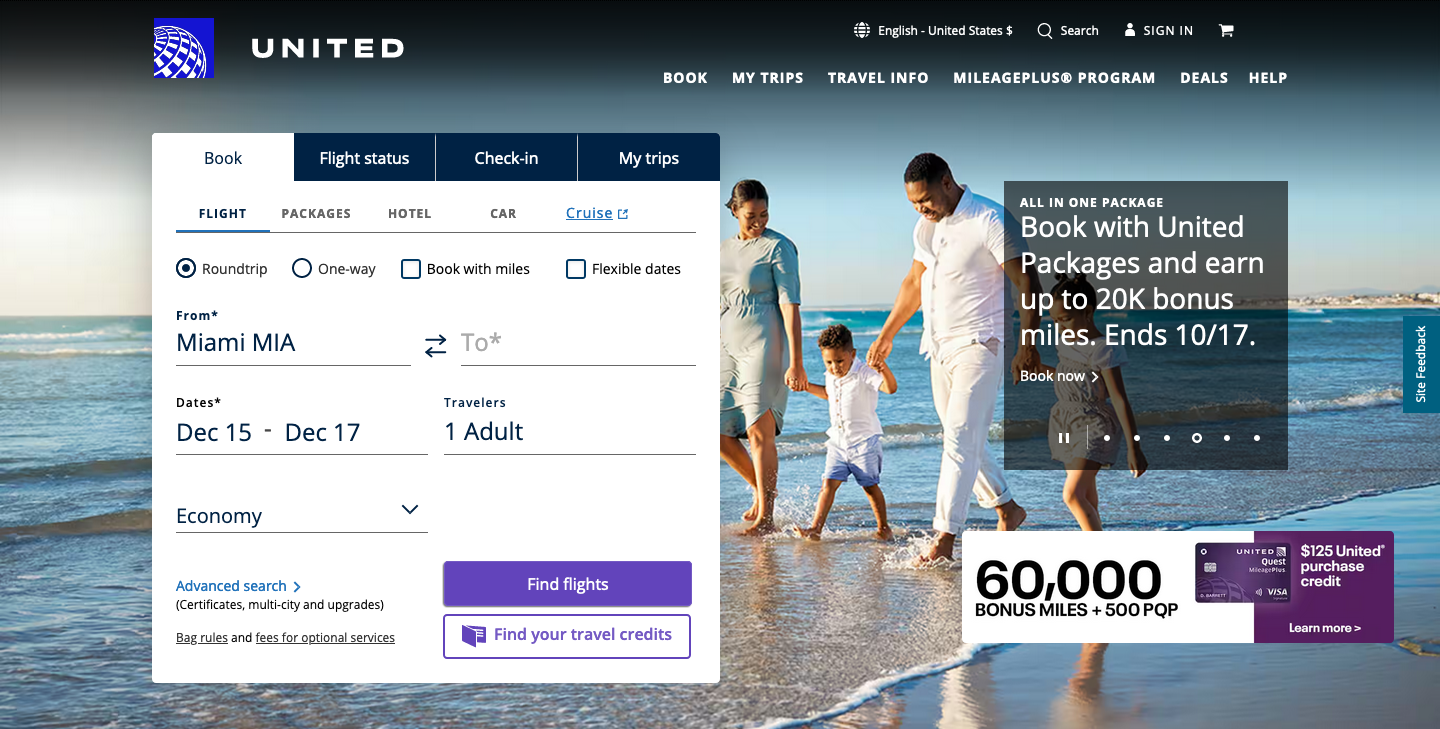 UNITED
English - United States $
Search
SIGN IN
BOOK
MY TRIPS
TRAVEL INFO
MILEAGEPLUS® PROGRAM
DEALS
HELP
Book
Flight status
Check-in
My trips
FLIGHT
PACKAGES
HOTEL
CAR
Cruise
Roundtrip
One-way
Book with miles
Flexible dates
From*
Miami MIA
To*
Dates*
Dec 15 - Dec 17
Travelers
1 Adult
Economy
Advanced search
(Certificates, multi-city and upgrades)
Bag rules and fees for optional services
Find flights
Find your travel credits
ALL IN ONE PACKAGE
Book with United
Packages and earn
up to 20K bonus
miles. Ends 10/17.
Book now
Site Feedback
60,000
BONUS MILES + 500 PQP
UNITED
Quest
MileagePlus
D. BARRETT
VISA
$125 United®
purchase
credit
Learn more >